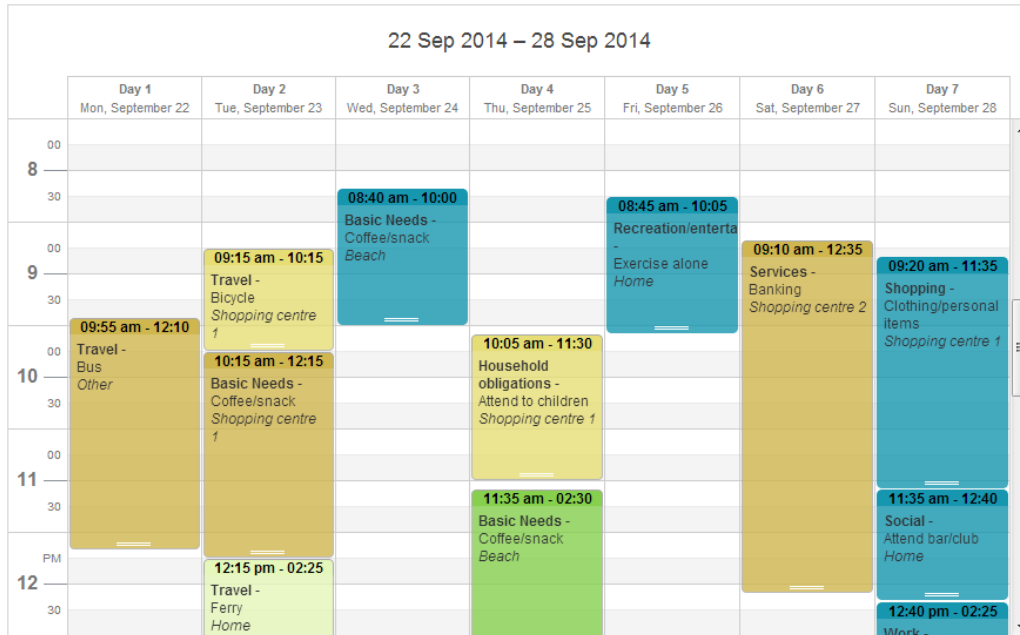 22 Sep 2014 – 28 Sep 2014
Day 1
Mon, September 22
Day 2
Tue, September 23
Day 3
Wed, September 24
Day 4
Thu, September 25
Day 5
Fri, September 26
Day 6
Sat, September 27
Day 7
Sun, September 28
00
8
30
00
9
30
00
10
30
00
11
30
PM
12
30
09:55 am - 12:10
Travel -
Bus
Other
09:15 am - 10:15
Travel -
Bicycle
Shopping centre
1
10:15 am - 12:15
Basic Needs -
Coffee/snack
Shopping centre
1
12:15 pm - 02:25
Travel -
Ferry
Home
08:40 am - 10:00
Basic Needs -
Coffee/snack
Beach
10:05 am - 11:30
Household
obligations -
Attend to children
Shopping centre 1
11:35 am - 02:30
Basic Needs -
Coffee/snack
Beach
08:45 am - 10:05
Recreation/enterta
-
Exercise alone
Home
09:10 am - 12:35
Services -
Banking
Shopping centre 2
09:20 am - 11:35
Shopping -
Clothing/personal
items
Shopping centre 1
11:35 am - 12:40
Social -
Attend bar/club
Home
12:40 pm - 02:25
Work -